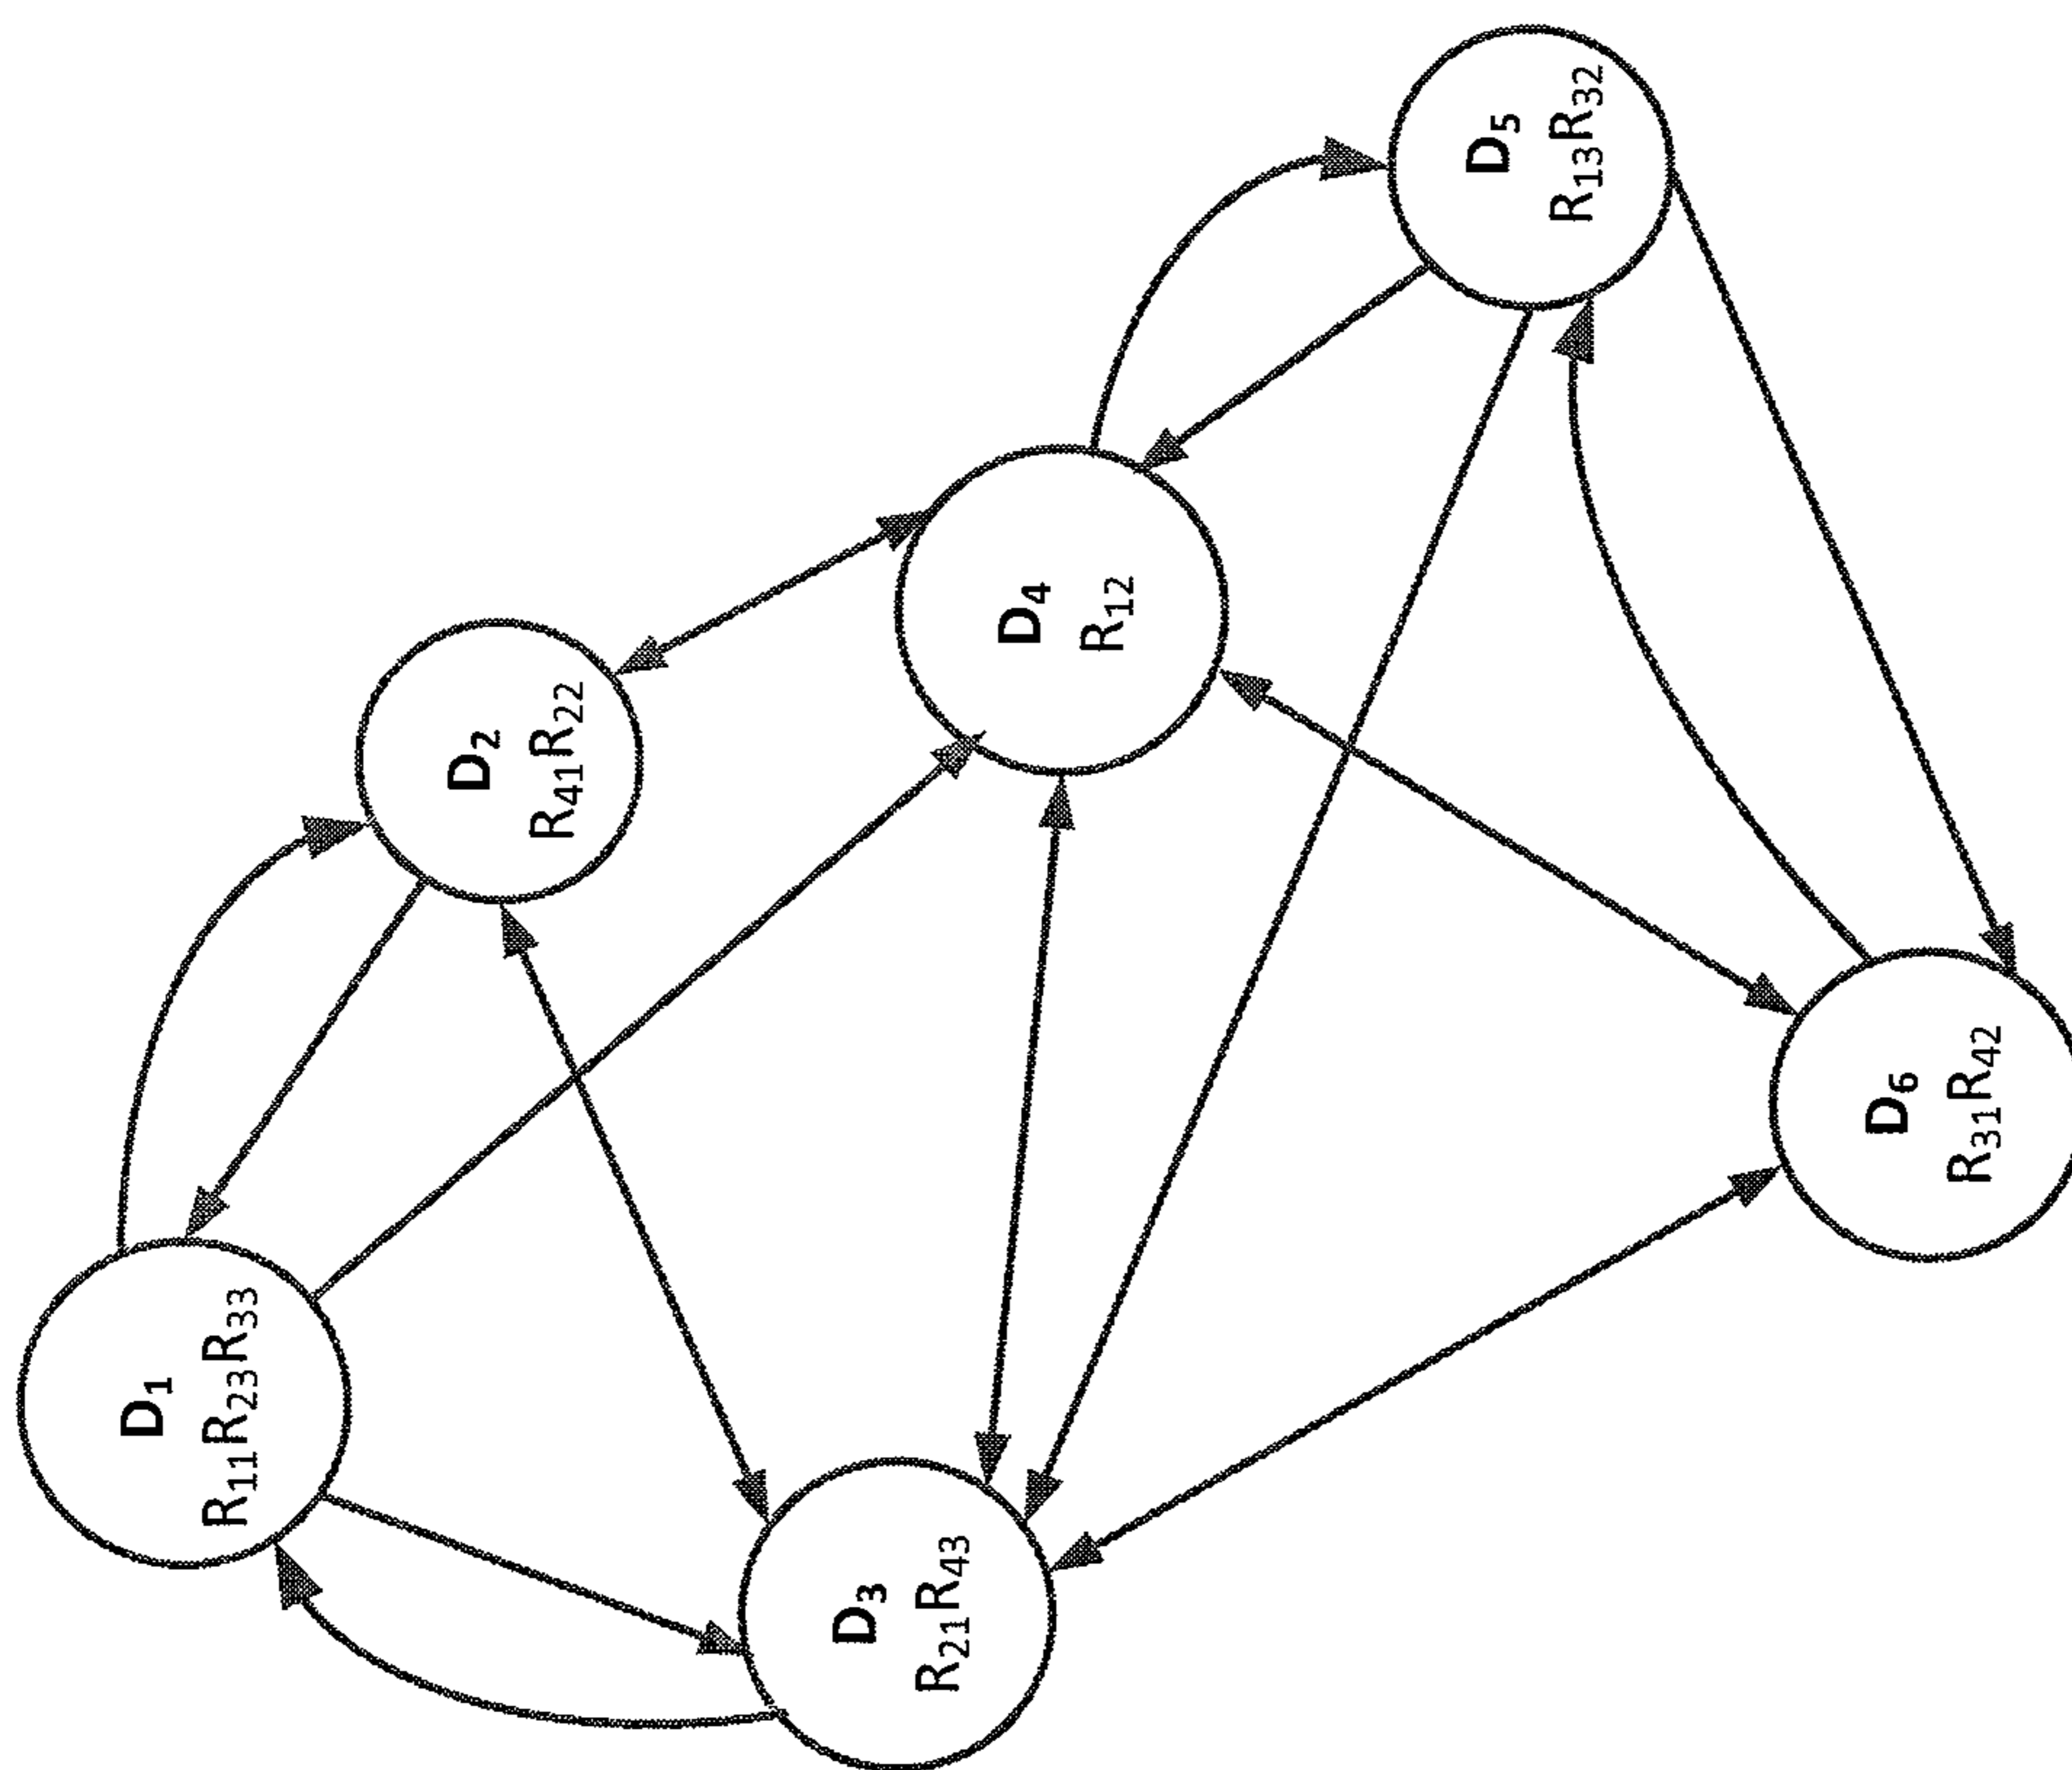 D₁
R₁₁R₂₃R₃₃
D₂
R₄₁R₂₂
D₃
R₂₁R₄₃
D₄
R₁₂
D₅
R₁₃R₃₂
D₆
R₃₁R₄₂